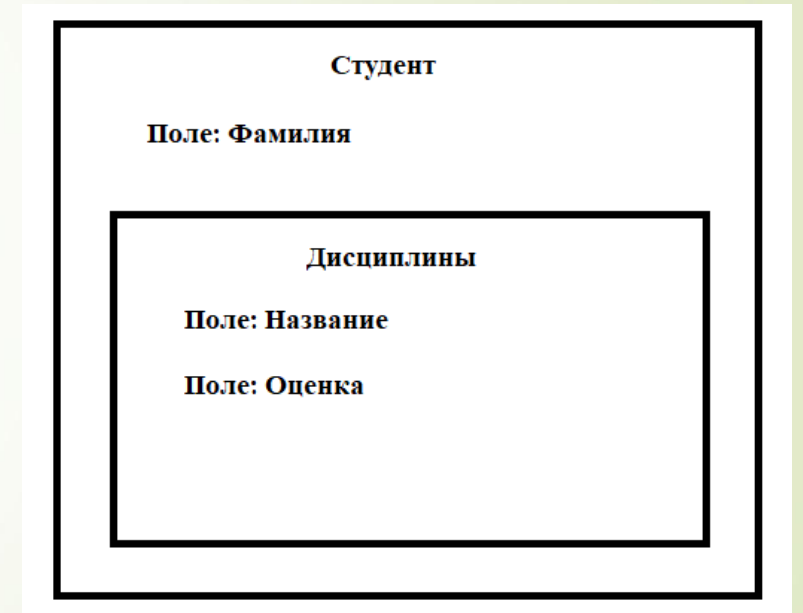 Студент
Поле: Фамилия
Дисциплины
Поле: Название
Поле: Оценка